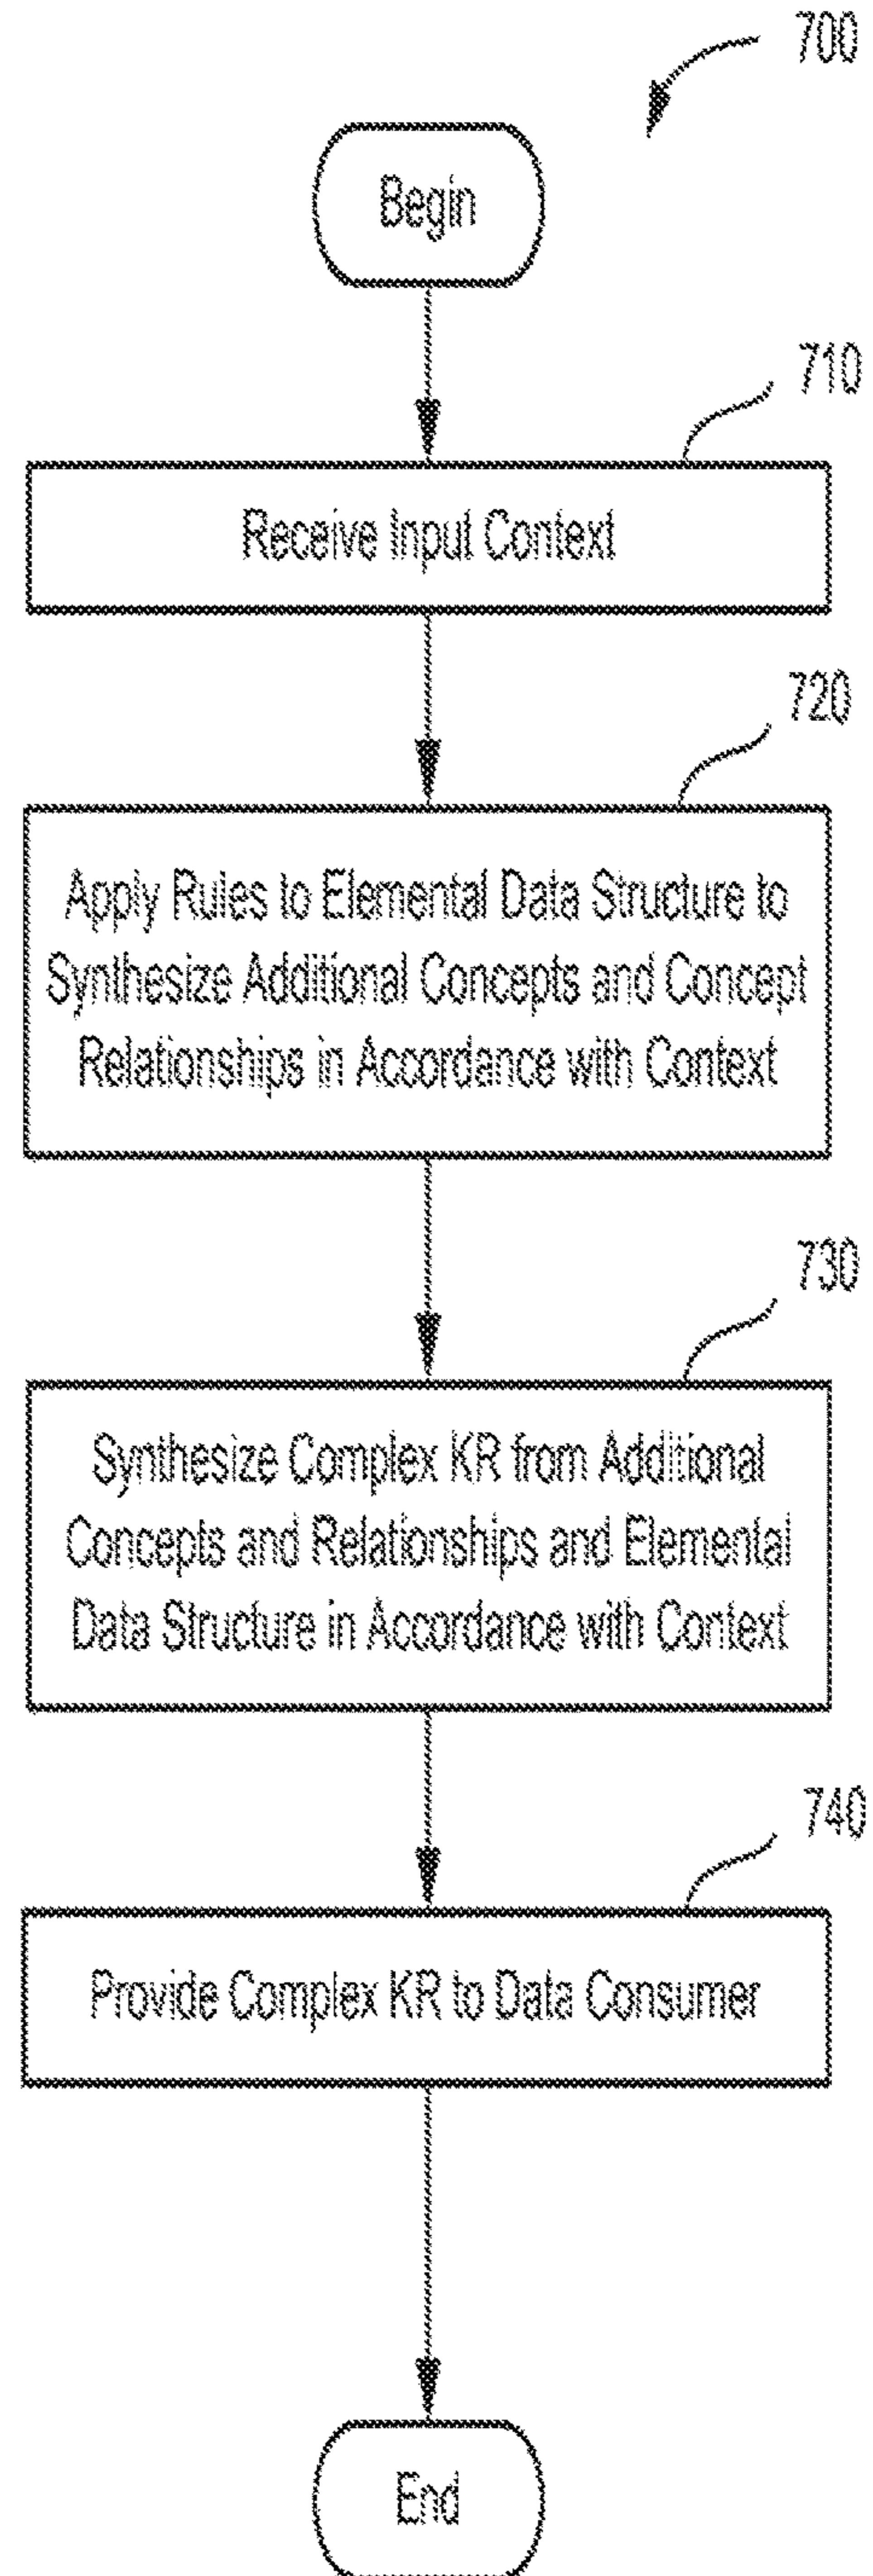 700
Begin
710
Receive Input Context
720
Apply Rules to Elemental Data Structure to
Synthesize Additional Concepts and Concept
Relationships in Accordance with Context
730
Synthesize Complex KR from Additional
Concepts and Relationships and Elemental
Data Structure in Accordance with Context
740
Provide Complex KR to Data Consumer
End